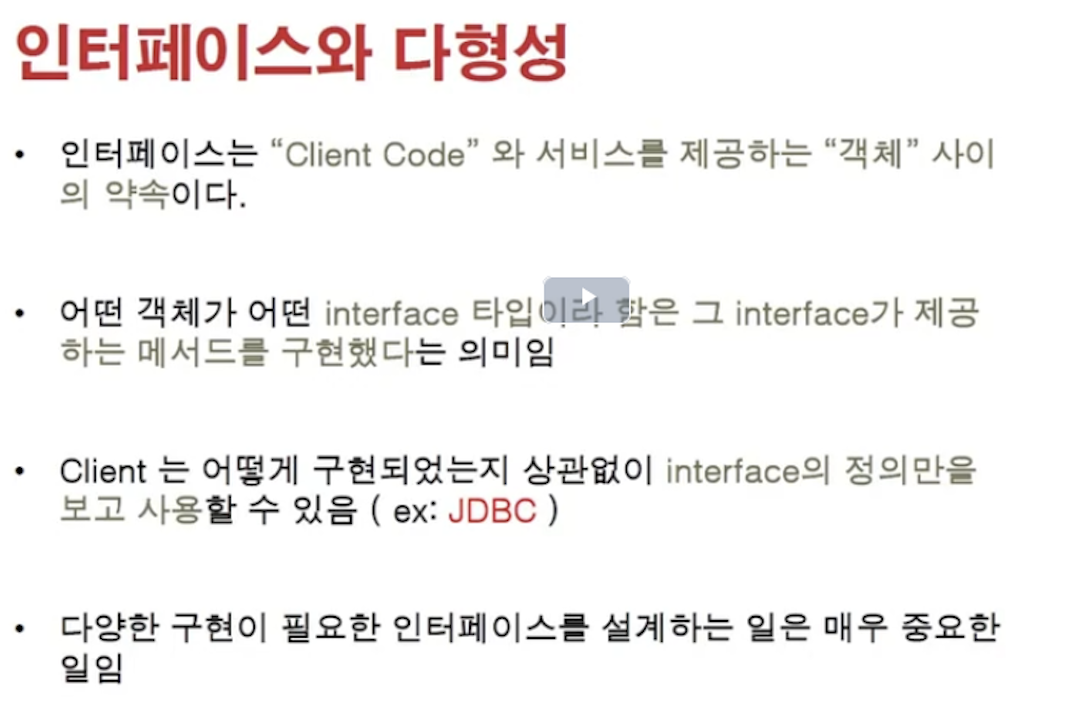 인터페이스와 다형성
• 인터페이스는 “Client Code” 와 서비스를 제공하는 “객체” 사이
의 약속이다.
• 어떤 객체가 어떤 interface 타입이라 함은 그 interface가 제공
하는 메서드를 구현했다는 의미임
• Client 는 어떻게 구현되었는지 상관없이 interface의 정의만을
보고 사용할 수 있음 ( ex: JDBC )
• 다양한 구현이 필요한 인터페이스를 설계하는 일은 매우 중요한
일임